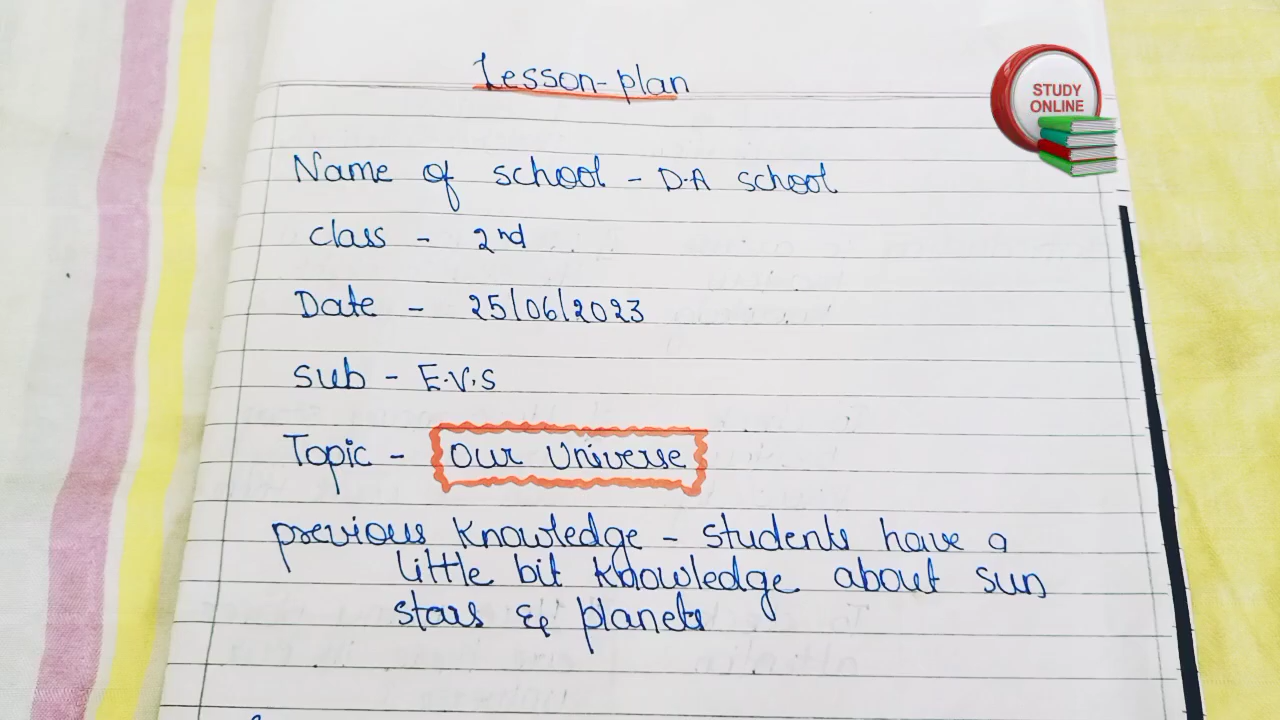 Lesson-plan
STUDY
ONLINE
Name of school - D.A school
class - 2nd
Date - 25/06/2023
Sub - E.V.S
Topic - Our Universe
previous knowledge - students have a
little bit knowledge about sun
stars & planets